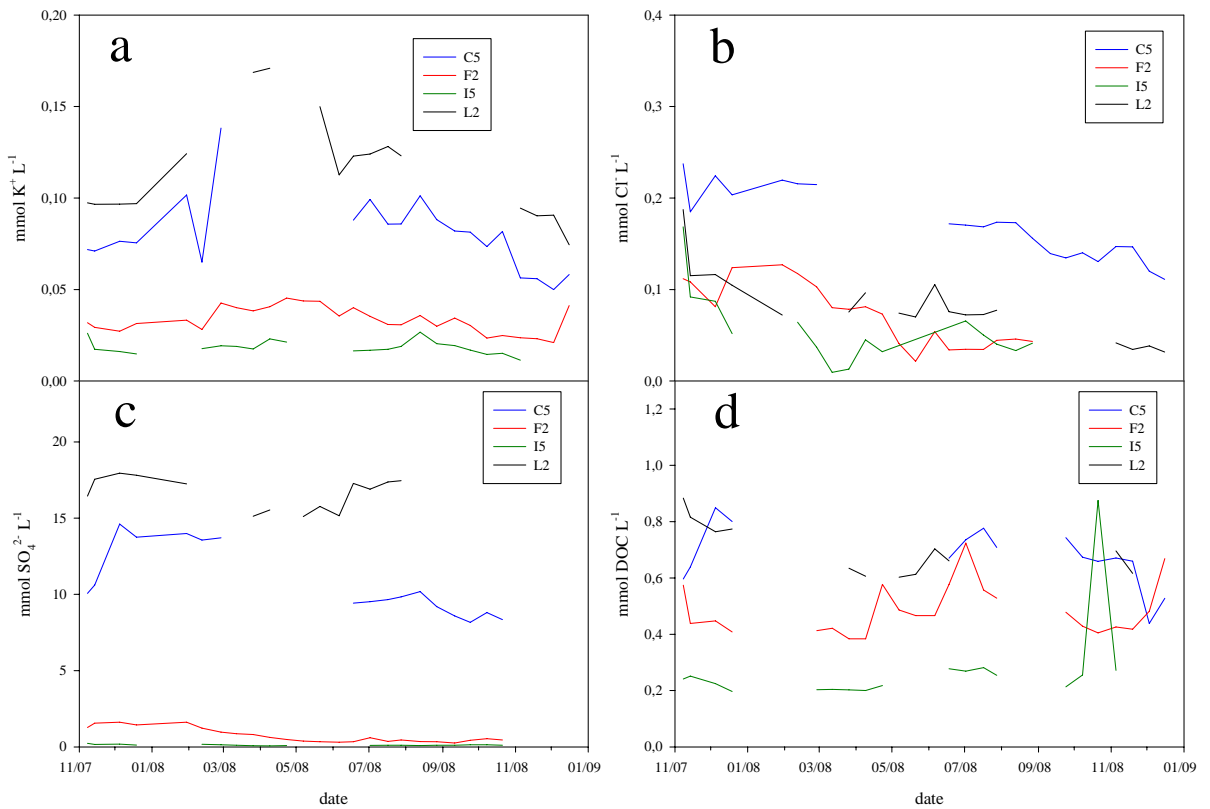 a
0,20
0,15
0,10
0,05
0,00
mmol K⁺ L⁻¹
C5
F2
I5
L2
b
0,4
0,3
0,2
0,1
0,0
mmol Cl⁻ L⁻¹
C5
F2
I5
L2
c
20
15
10
5
0
mmol SO₄²⁻ L⁻¹
C5
F2
I5
L2
11/07
01/08
03/08
05/08
07/08
09/08
11/08
01/09
date
d
1,2
1,0
0,8
0,6
0,4
0,2
0,0
mmol DOC L⁻¹
C5
F2
I5
L2
11/07
01/08
03/08
05/08
07/08
09/08
11/08
01/09
date